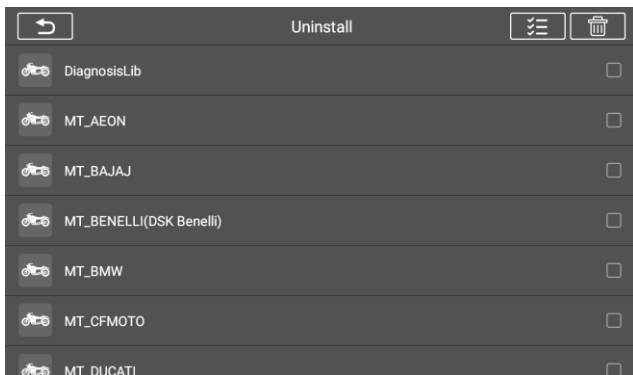 Uninstall
DiagnosisLib
MT_AEON
MT_BAJAJ
MT_BENELLI(DSK Benelli)
MT_BMW
MT_CFMOTO
MT_DUCATI